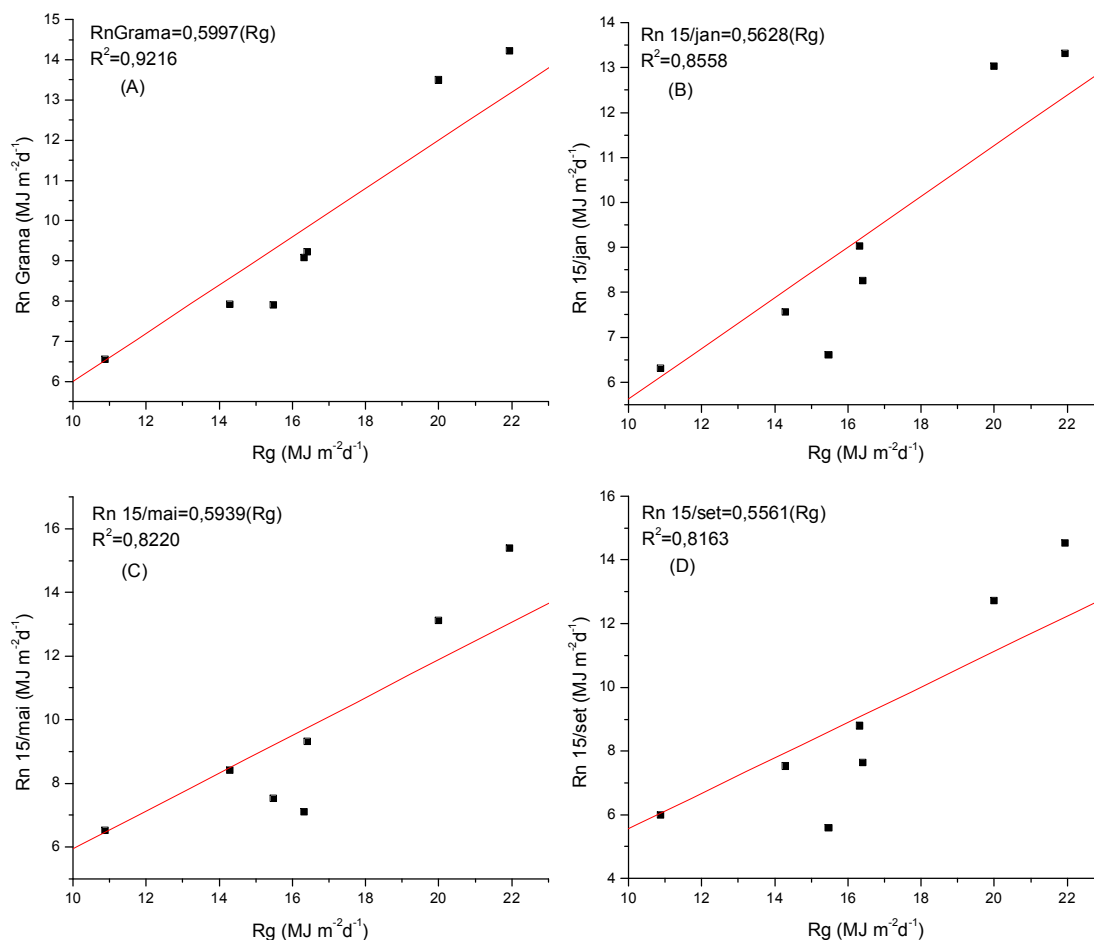 RnGrama=0,5997(Rg)
R²=0,9216
(A)
15
14
13
12
11
10
9
8
7
6
Rn Grama (MJ m⁻²d⁻¹)
10 12 14 16 18 20 22
Rg (MJ m⁻²d⁻¹)
Rn 15/jan=0,5628(Rg)
R²=0,8558
(B)
14
13
12
11
10
9
8
7
6
Rn 15/jan (MJ m⁻²d⁻¹)
10 12 14 16 18 20 22
Rg (MJ m⁻²d⁻¹)
Rn 15/mai=0,5939(Rg)
R²=0,8220
(C)
16
14
12
10
8
6
Rn 15/mai (MJ m⁻²d⁻¹)
10 12 14 16 18 20 22
Rg (MJ m⁻²d⁻¹)
Rn 15/set=0,5561(Rg)
R²=0,8163
(D)
16
14
12
10
8
6
4
Rn 15/set (MJ m⁻²d⁻¹)
10 12 14 16 18 20 22
Rg (MJ m⁻²d⁻¹)